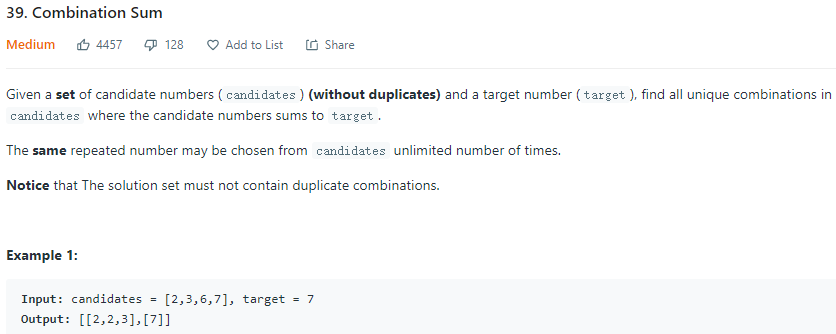 39. Combination Sum
Medium 4457 128 Add to List Share
Given a set of candidate numbers ( candidates ) (without duplicates) and a target number ( target ), find all unique combinations in
candidates where the candidate numbers sums to target .
The same repeated number may be chosen from candidates unlimited number of times.
Notice that The solution set must not contain duplicate combinations.
Example 1:
Input: candidates = [2,3,6,7], target = 7
Output: [[2,2,3],[7]]